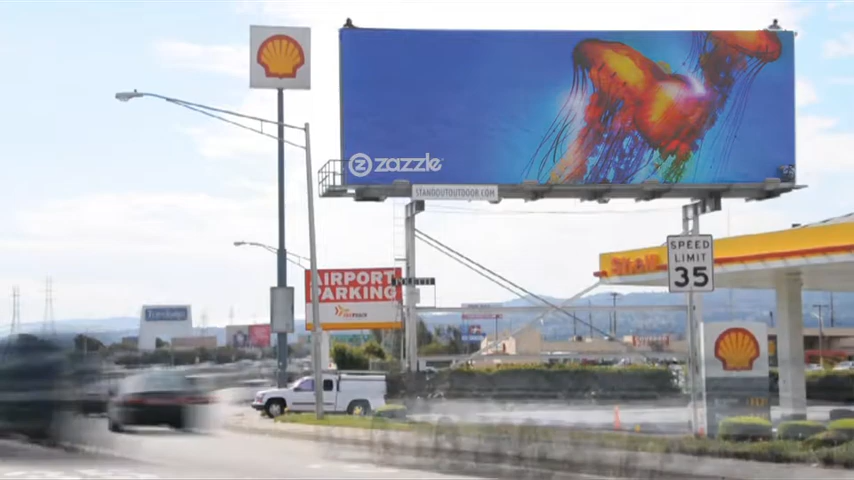 zazzle
STANDOUTOUTDOOR.COM
SPEED
LIMIT
35
Shell
AIRPORT
PARKING